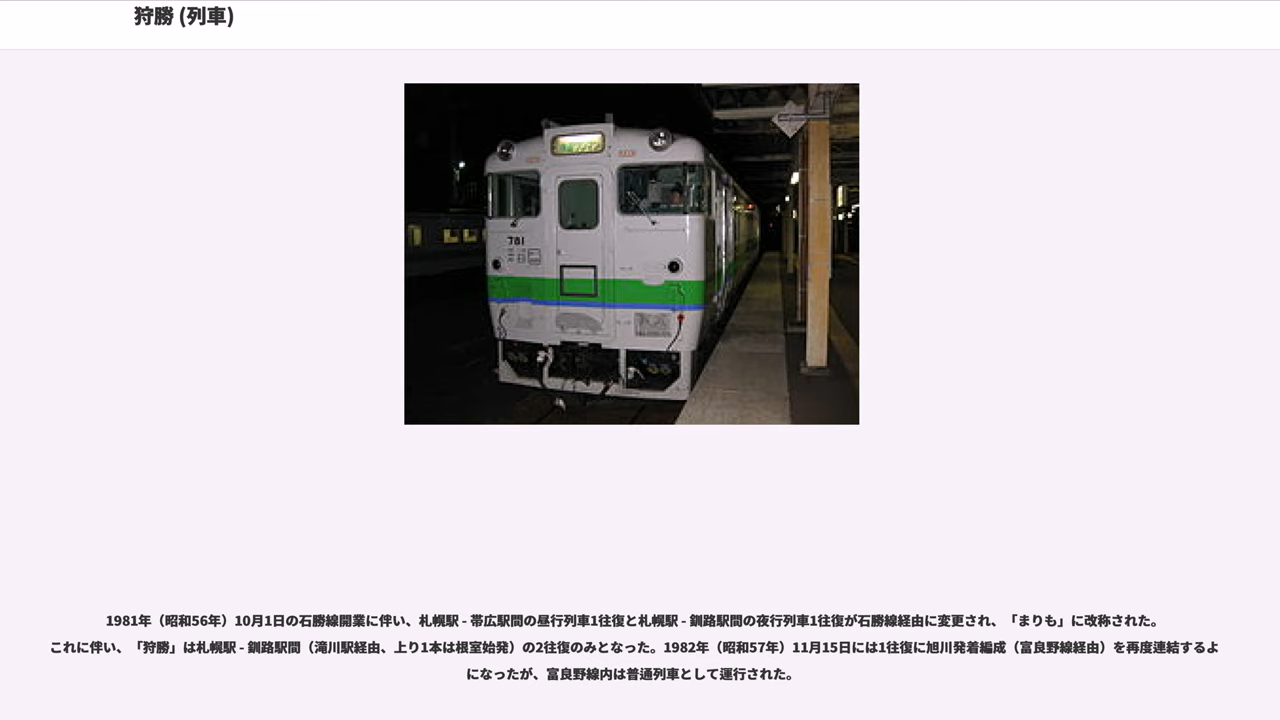 狩勝 (列車)
781
1981年（昭和56年）10月1日の石勝線開業に伴い、札幌駅 - 帯広駅間の昼行列車1往復と札幌駅 - 釧路駅間の夜行列車1往復が石勝線経由に変更され、「まりも」に改称された。
これに伴い、「狩勝」は札幌駅 - 釧路駅間（滝川駅経由、上り1本は根室始発）の2往復のみとなった。1982年（昭和57年）11月15日には1往復に旭川発着編成（富良野線経由）を再度連結するよ
になったが、富良野線内は普通列車として運行された。